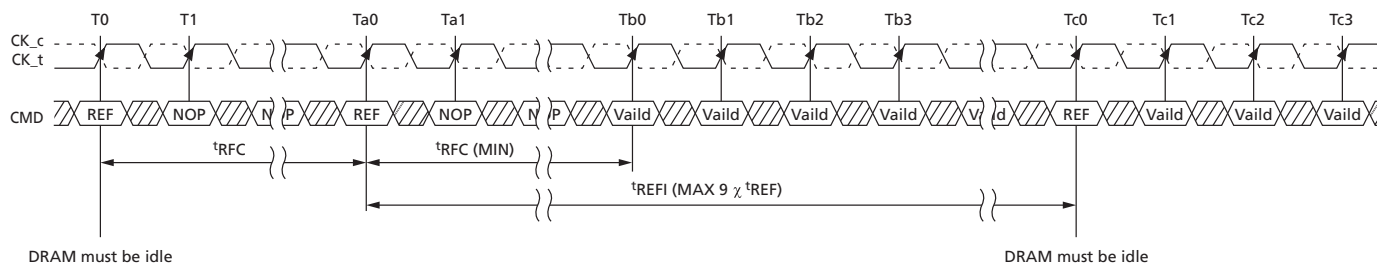 T0 T1 Ta0 Ta1 Tb0 Tb1 Tb2 Tb3 Tc0 Tc1 Tc2 Tc3
CK_c
CK_t
CMD REF NOP N P REF NOP N P Vaild Vaild Vaild Vaild Va ld REF Vaild Vaild Vaild
tRFC tRFC (MIN)
tREFI (MAX 9 χ tREF)
DRAM must be idle DRAM must be idle